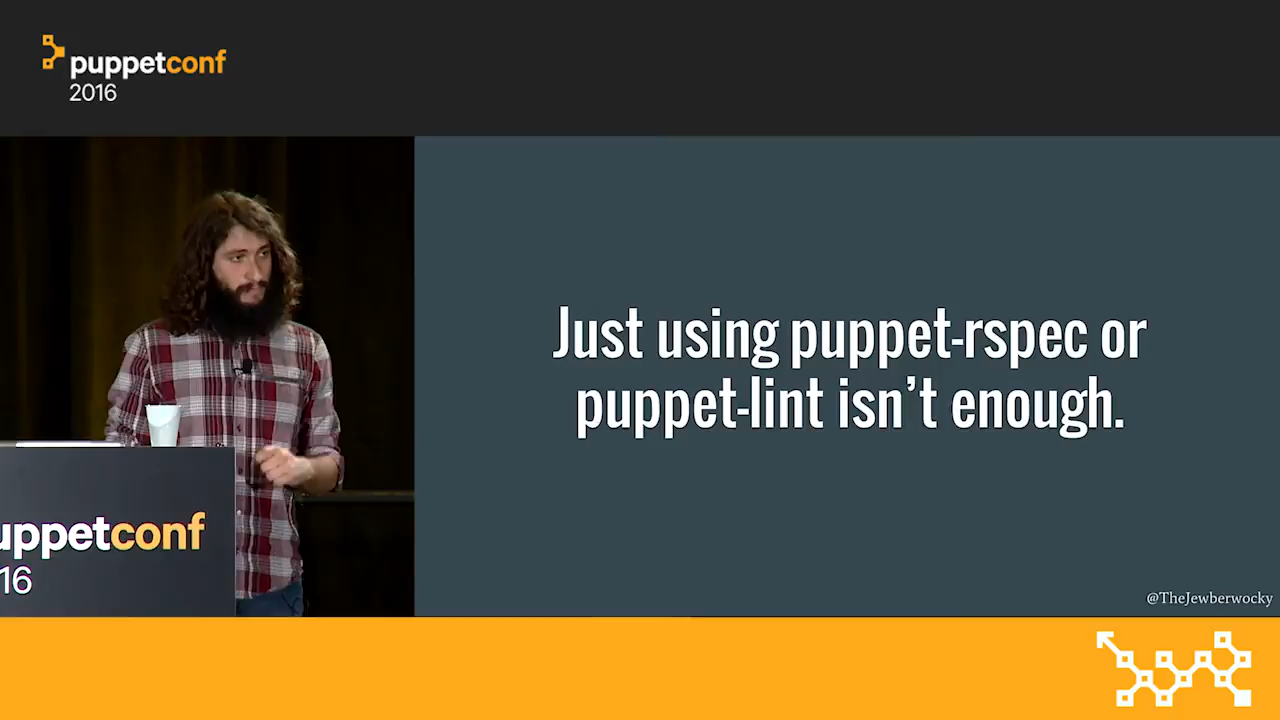 puppetconf
2016
Just using puppet-rspec or
puppet-lint isn’t enough.
uppetconf
16
@TheJewberwocky